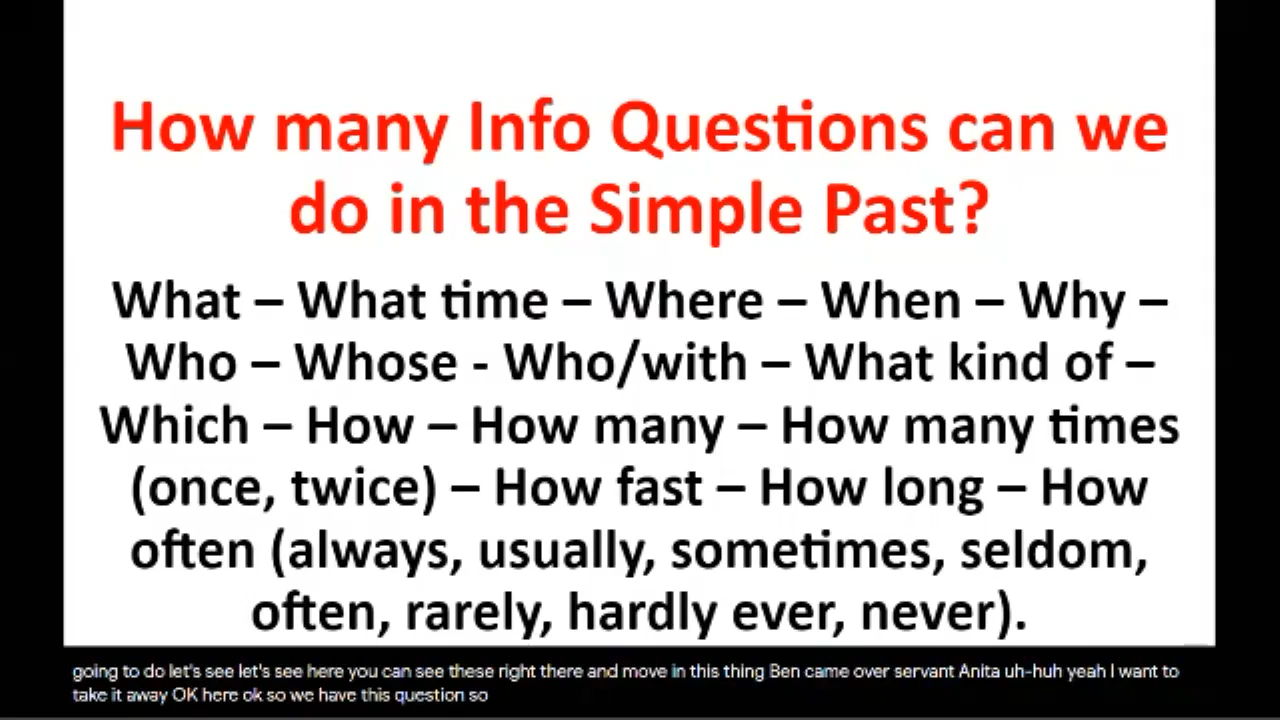 How many Info Questions can we
do in the Simple Past?
What – What time – Where – When – Why –
Who – Whose - Who/with – What kind of –
Which – How – How many – How many times
(once, twice) – How fast – How long – How
often (always, usually, sometimes, seldom,
often, rarely, hardly ever, never).
going to do let's see let's see here you can see these right there and move in this thing Ben came over servant Anita uh-huh yeah I want to
take it away OK here ok so we have this question so